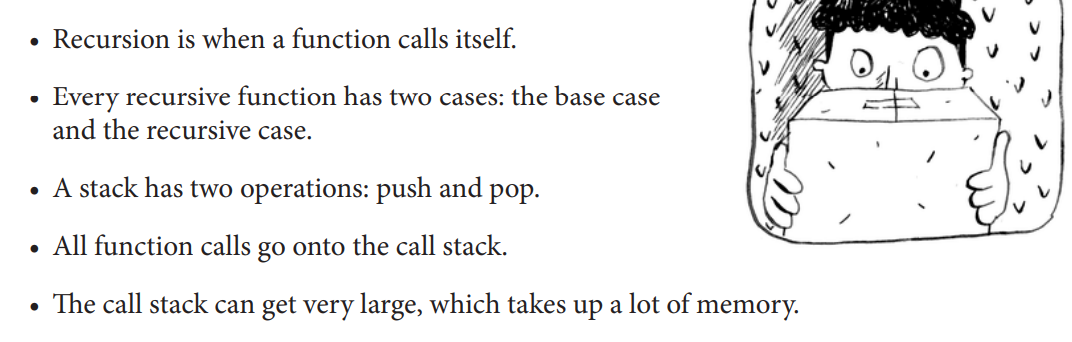 • Recursion is when a function calls itself.
• Every recursive function has two cases: the base case
and the recursive case.
• A stack has two operations: push and pop.
• All function calls go onto the call stack.
• The call stack can get very large, which takes up a lot of memory.